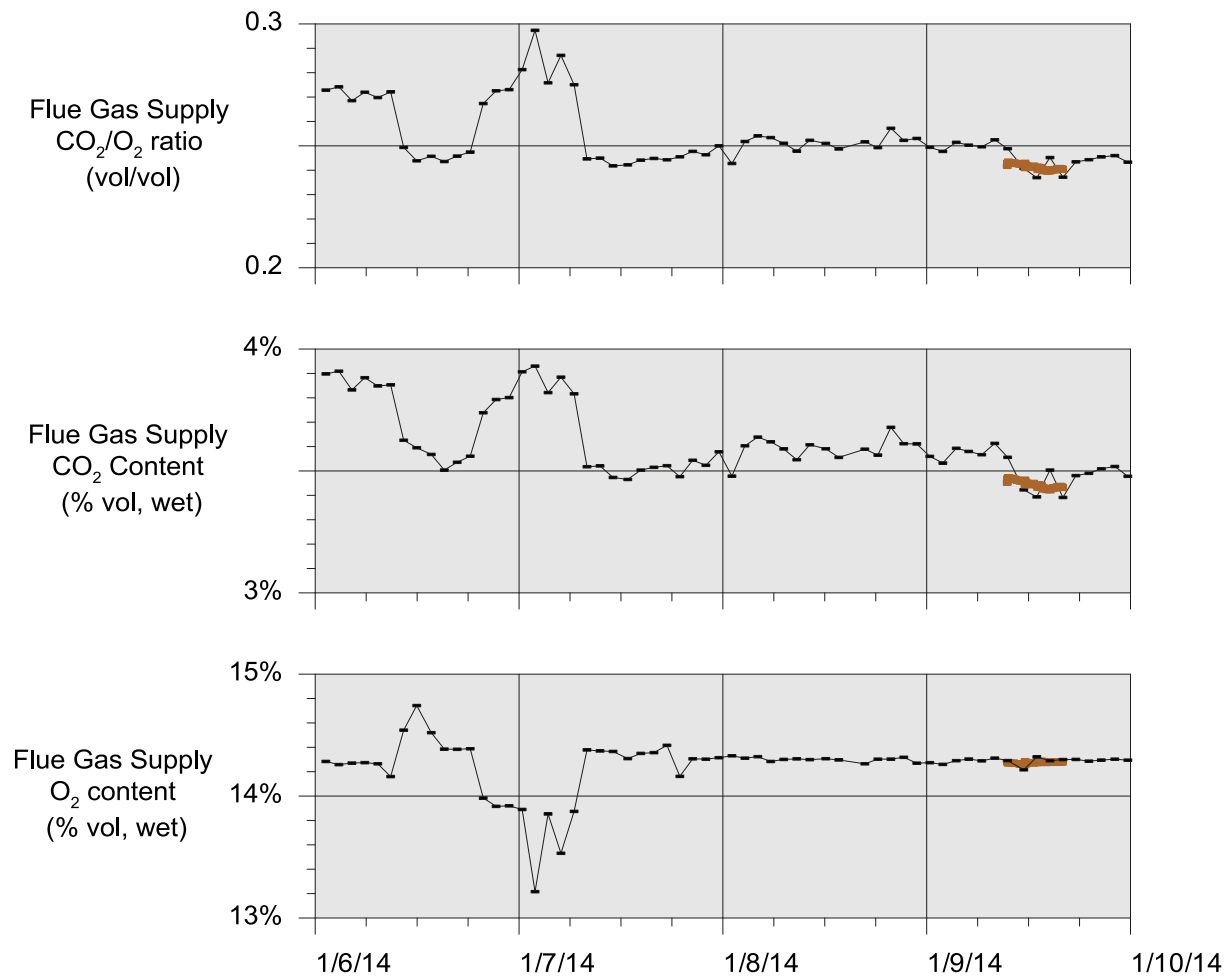 0.3
Flue Gas Supply
CO₂/O₂ ratio
(vol/vol)
0.2
4%
Flue Gas Supply
CO₂ Content
(% vol, wet)
3%
15%
Flue Gas Supply
O₂ content
(% vol, wet)
14%
13%
1/6/14 1/7/14 1/8/14 1/9/14 1/10/14